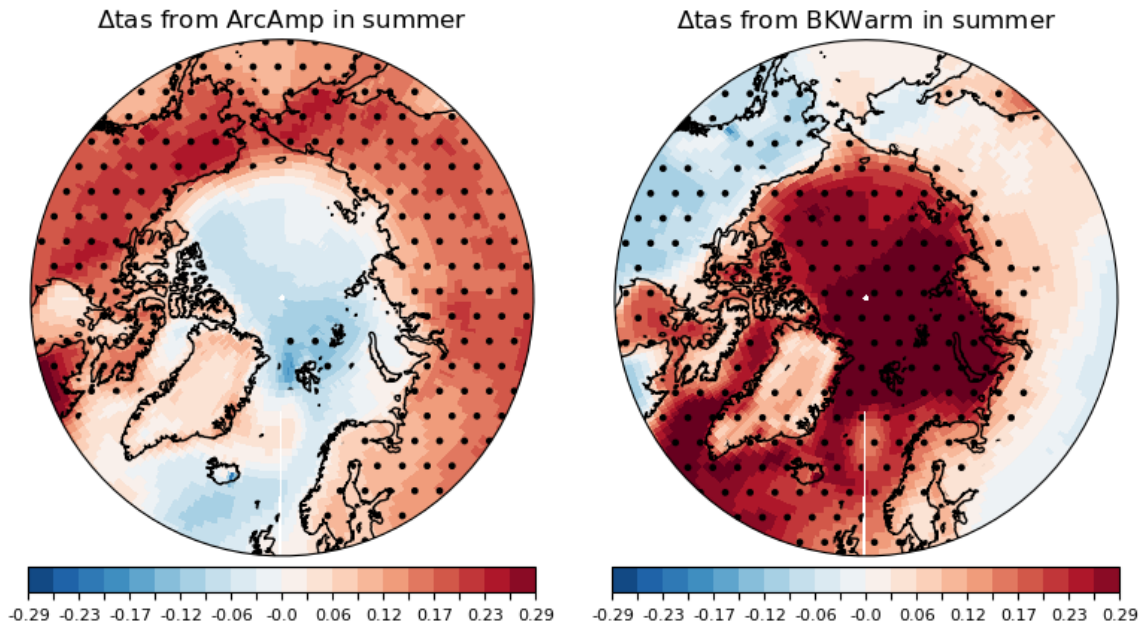 Δtas from ArcAmp in summer
Δtas from BKWarm in summer
-0.29 -0.23 -0.17 -0.12 -0.06 -0.0 0.06 0.12 0.17 0.23 0.29
-0.29 -0.23 -0.17 -0.12 -0.06 -0.0 0.06 0.12 0.17 0.23 0.29